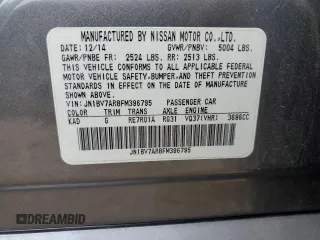 MANUFACTURED BY NISSAN MOTOR CO.,LTD.
DATE: 12/14 GVWR/PNBV: 5004 LBS.
GAWR/PNBE FR: 2524 LBS. RR: 2513 LBS.
THIS VEHICLE CONFORMS TO ALL APPLICABLE FEDERAL
MOTOR VEHICLE SAFETY,BUMPER,AND THEFT PREVENTION
STANDARDS IN EFFECT ON THE DATE OF MANUFACTURE
SHOWN ABOVE.
VIN: JN1BV7AR8FM396795 PASSENGER CAR
COLOR TRIM TRANS AXLE ENGINE
KAD G RE7R01A RG31 VQ37(VHR) 3696CC
JN1BV7AR8FM396795
DREAMBID